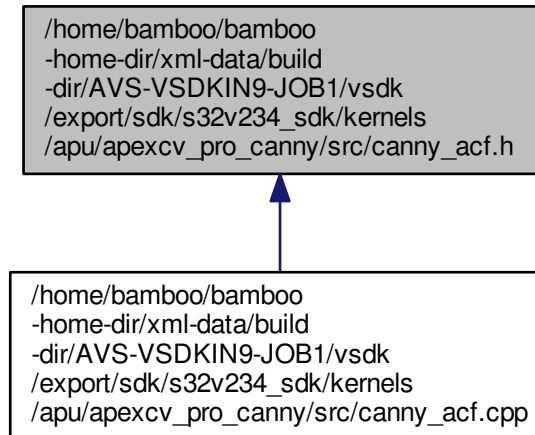 /home/bamboo/bamboo
-home-dir/xml-data/build
-dir/AVS-VSDKIN9-JOB1/vsdk
/export/sdk/s32v234_sdk/kernels
/apu/apexcv_pro_canny/src/canny_acf.h
/home/bamboo/bamboo
-home-dir/xml-data/build
-dir/AVS-VSDKIN9-JOB1/vsdk
/export/sdk/s32v234_sdk/kernels
/apu/apexcv_pro_canny/src/canny_acf.cpp